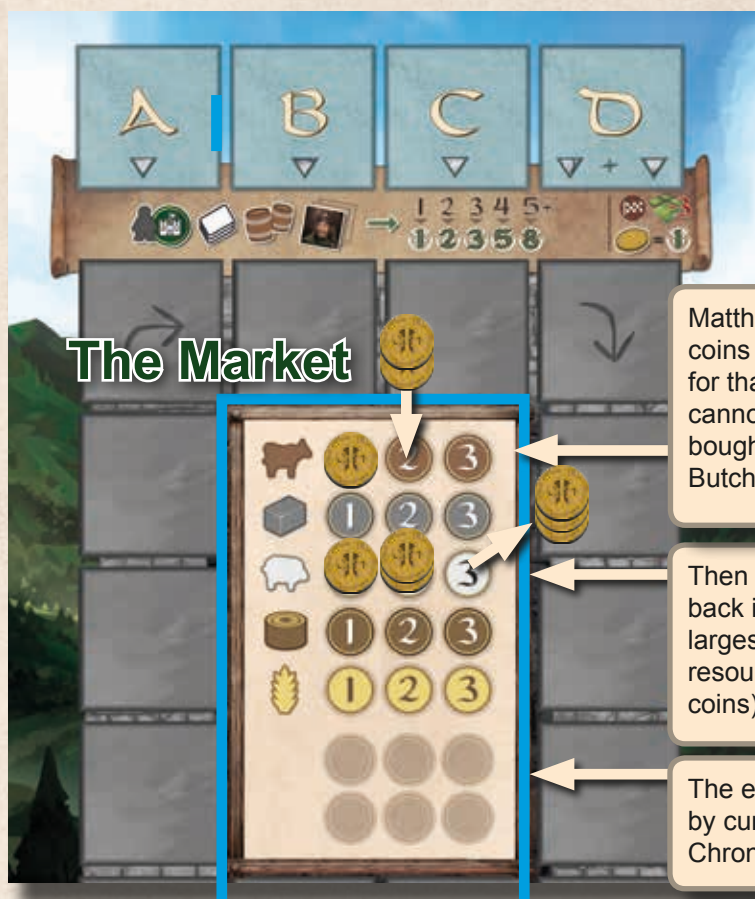 A B C D
+
1 2 3 4 5+
1 2 3 5 8
= 1
The Market
2 3
1 2 3
3
1 2 3
1 2 3
Matth
coins
for tha
canno
bough
Butch
Then
back i
larges
resou
coins)
The e
by cur
Chron